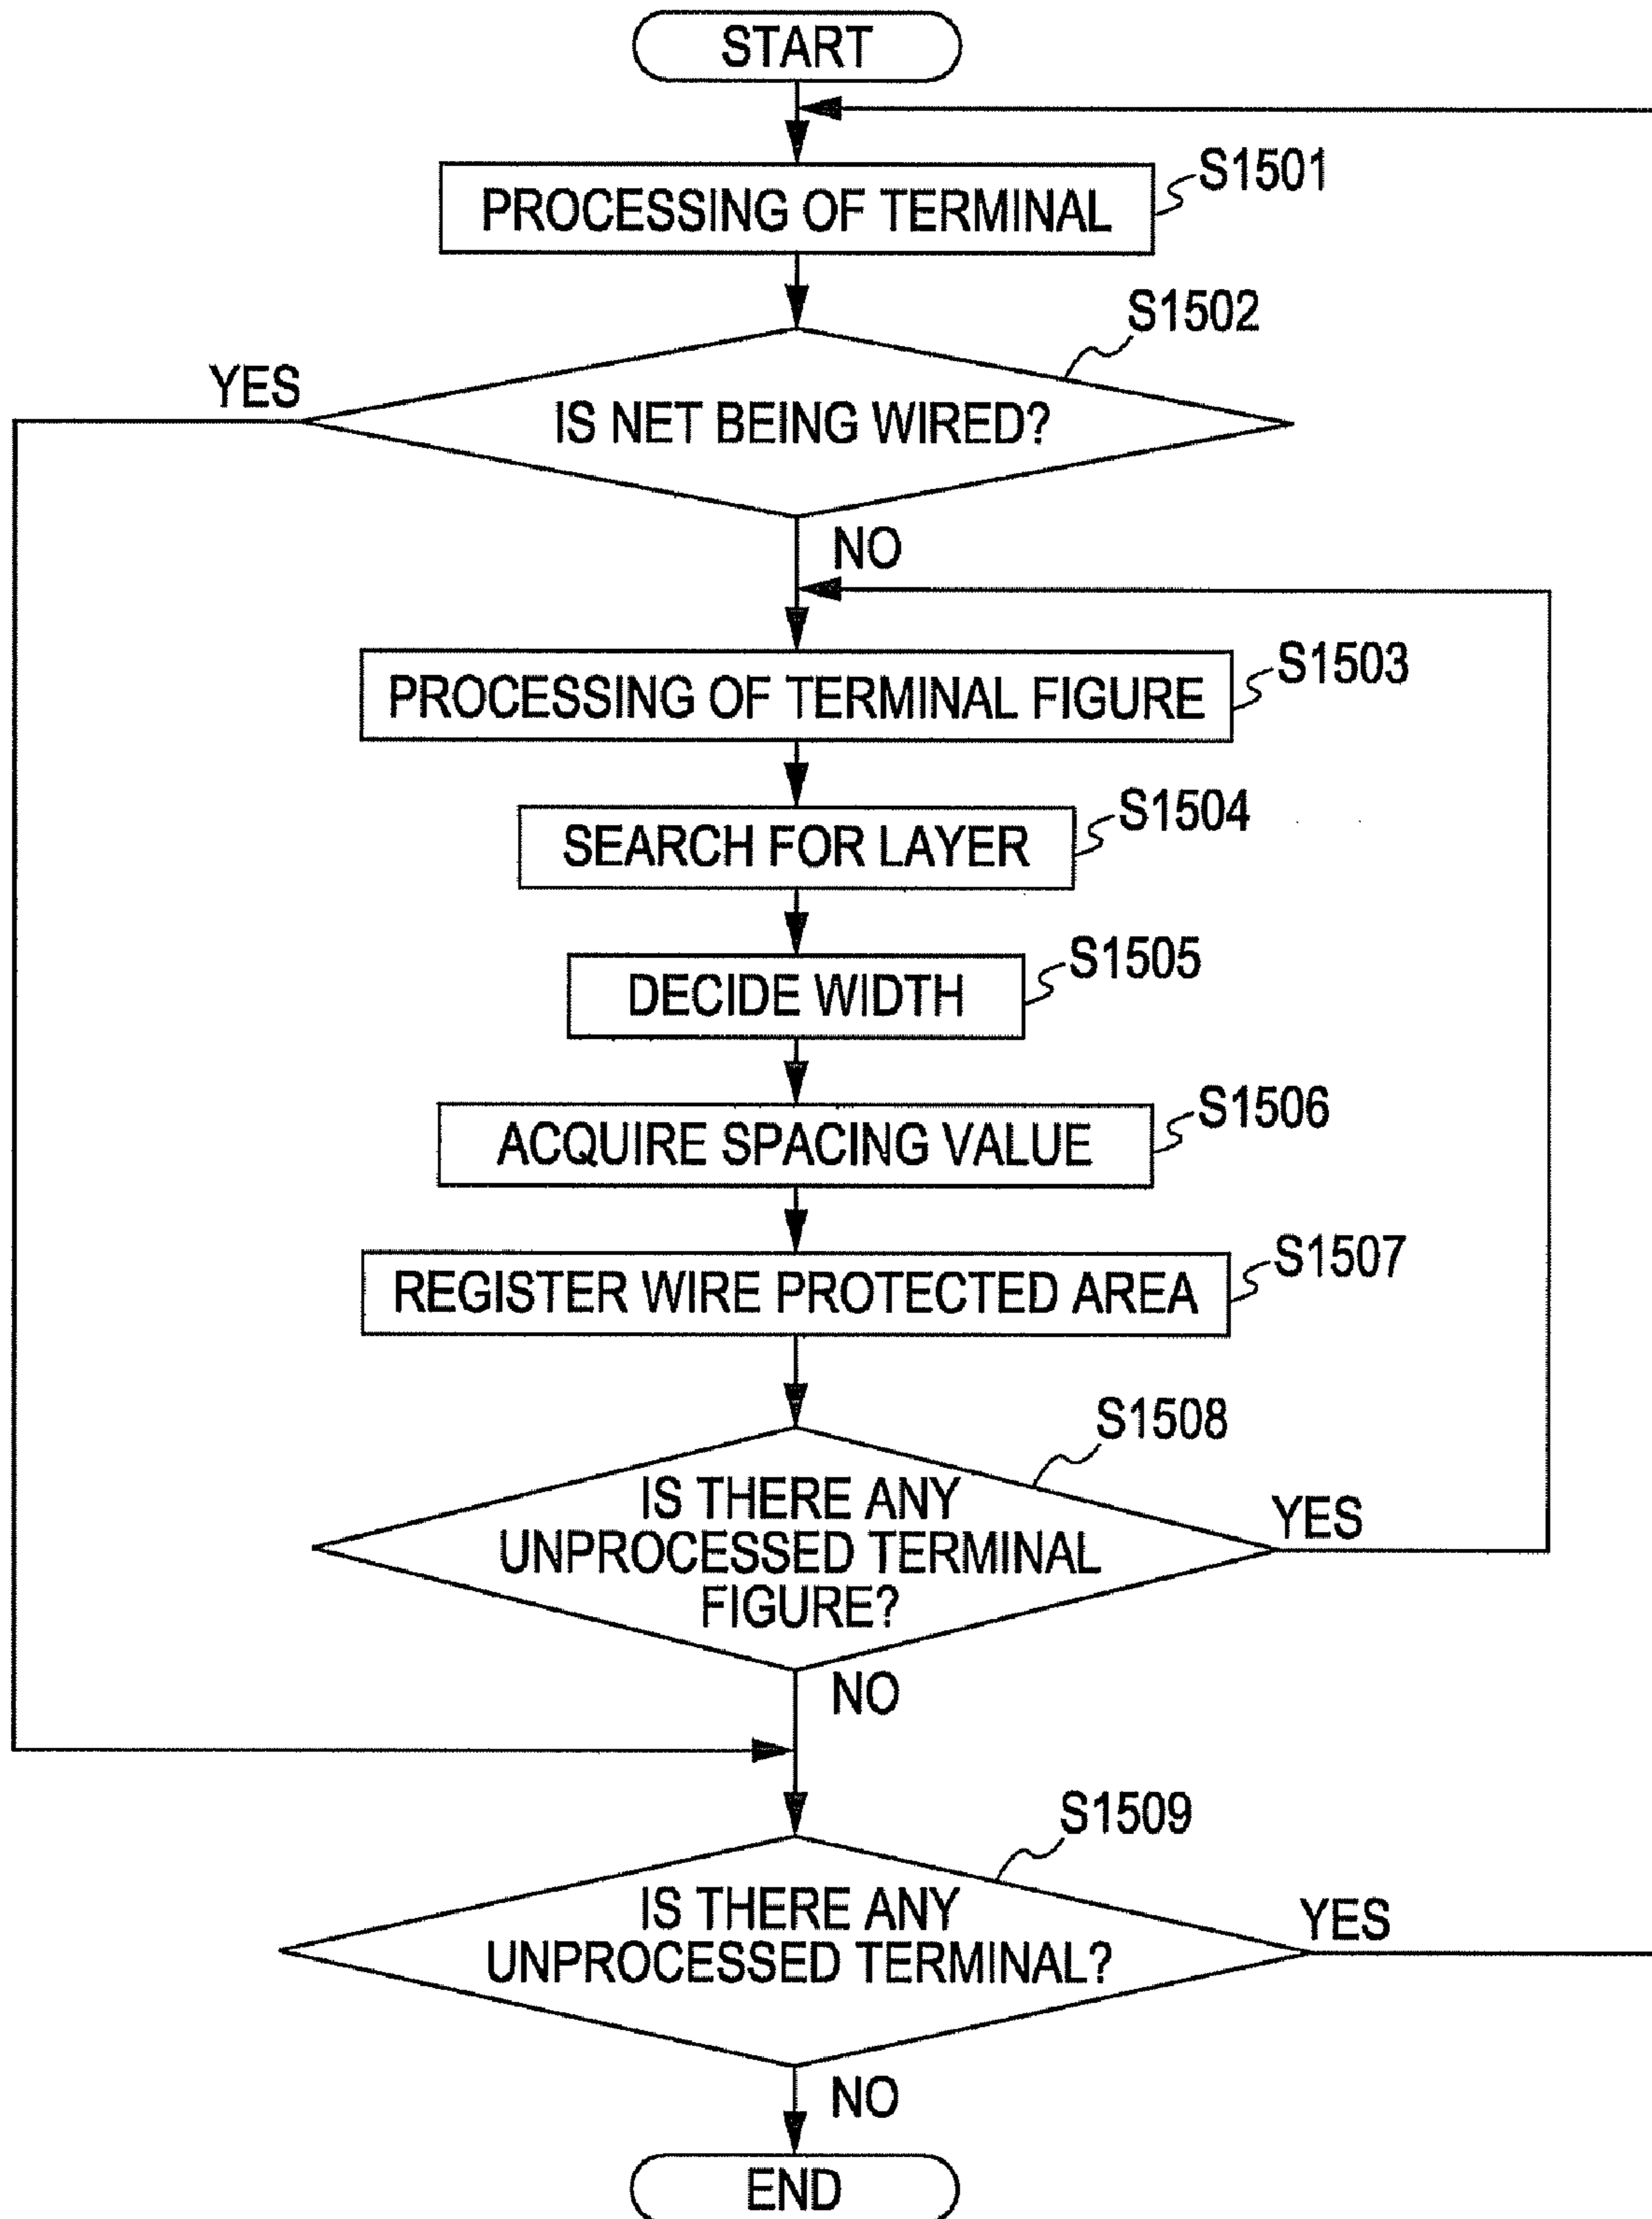 START
PROCESSING OF TERMINAL
S1501
S1502
YES
IS NET BEING WIRED?
NO
PROCESSING OF TERMINAL FIGURE
S1503
SEARCH FOR LAYER
S1504
DECIDE WIDTH
S1505
ACQUIRE SPACING VALUE
S1506
REGISTER WIRE PROTECTED AREA
S1507
S1508
IS THERE ANY
UNPROCESSED TERMINAL
FIGURE?
YES
NO
S1509
IS THERE ANY
UNPROCESSED TERMINAL?
YES
NO
END